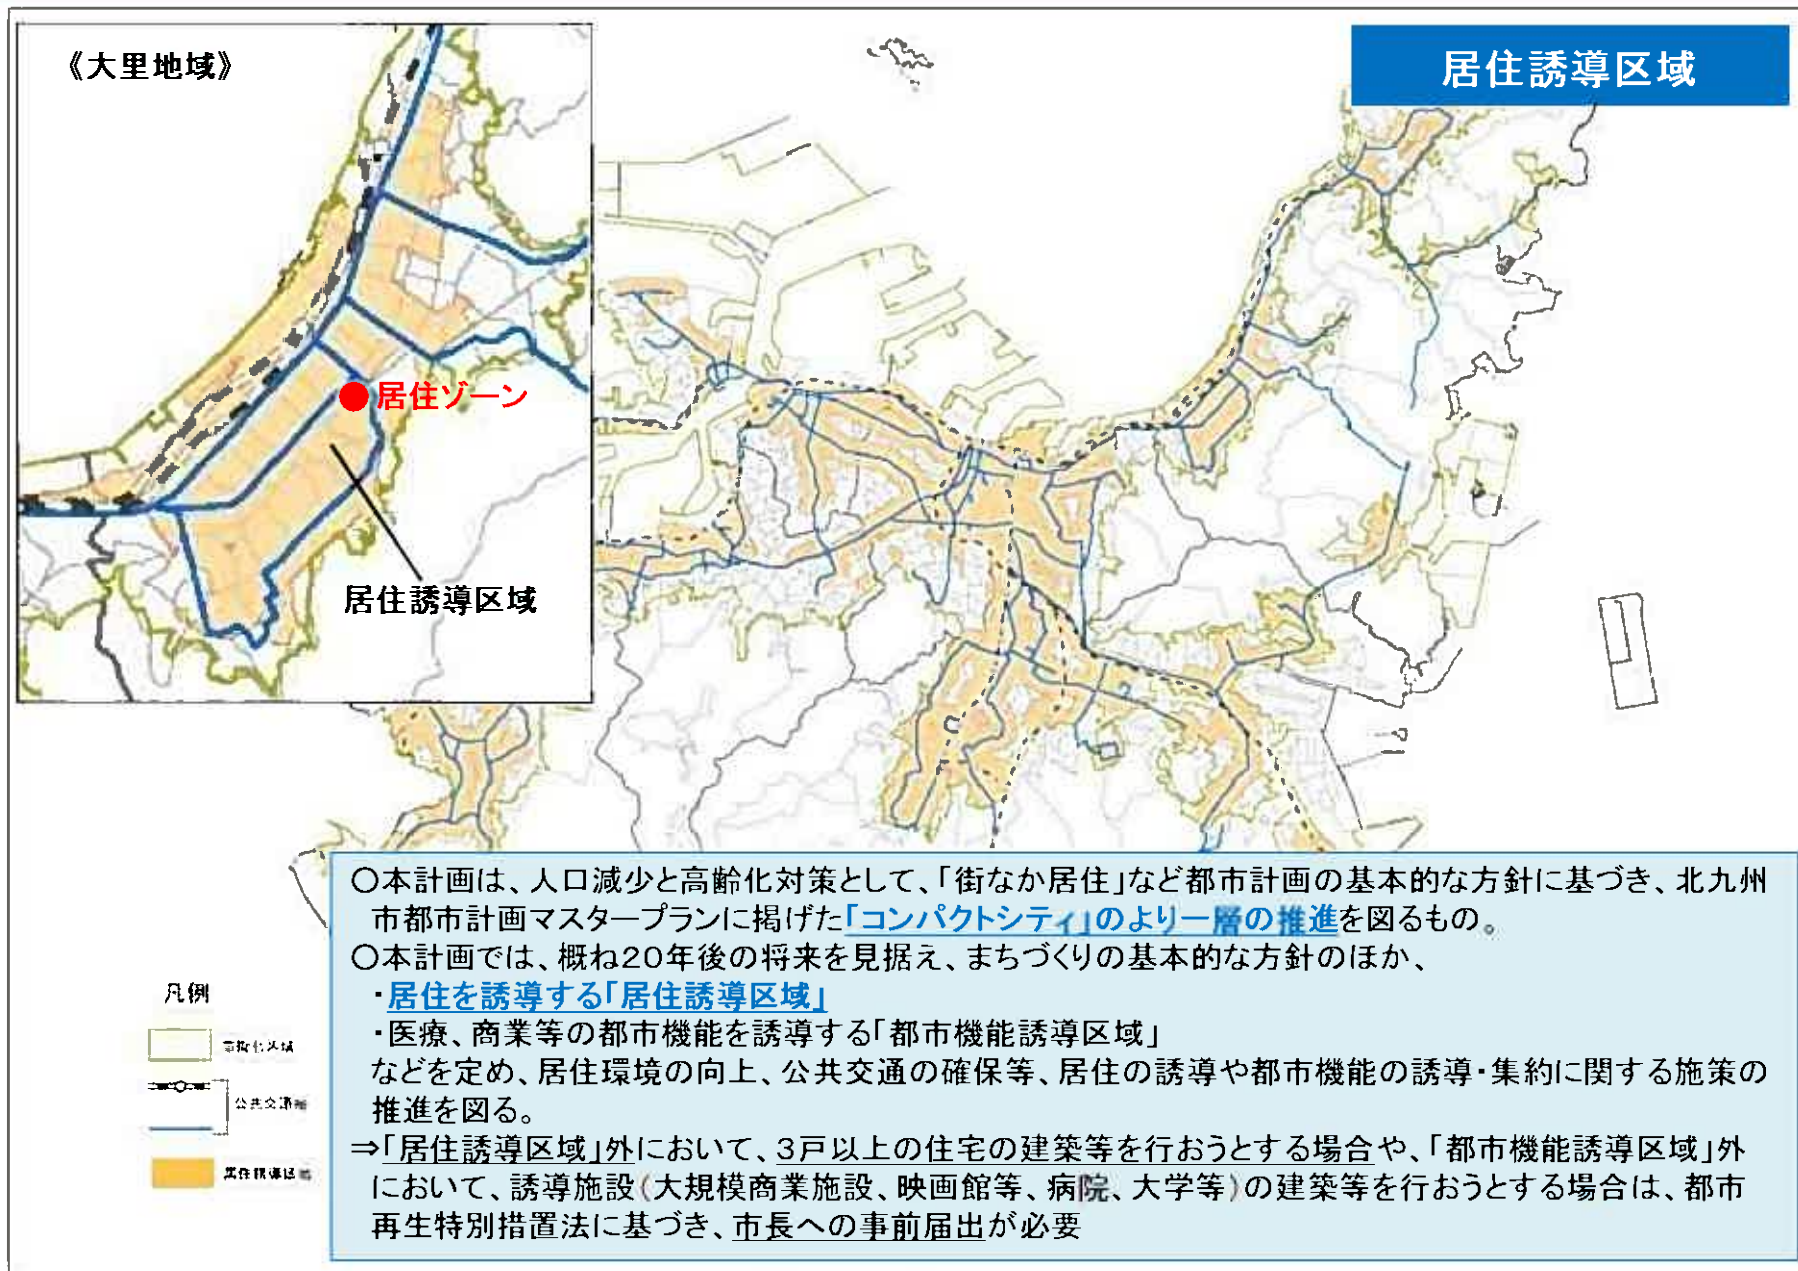 居住誘導区域
《大里地域》
居住ゾーン
居住誘導区域
○本計画は、人口減少と高齢化対策として、「街なか居住」など都市計画の基本的な方針に基づき、北九州
市都市計画マスタープランに掲げた「コンパクトシティ」のより一層の推進を図るもの。
○本計画では、概ね20年後の将来を見据え、まちづくりの基本的な方針のほか、
・居住を誘導する「居住誘導区域」
・医療、商業等の都市機能を誘導する「都市機能誘導区域」
などを定め、居住環境の向上、公共交通の確保等、居住の誘導や都市機能の誘導・集約に関する施策の
推進を図る。
⇒「居住誘導区域」外において、3戸以上の住宅の建築等を行おうとする場合や、「都市機能誘導区域」外
において、誘導施設(大規模商業施設、映画館等、病院、大学等)の建築等を行おうとする場合は、都市
再生特別措置法に基づき、市長への事前届出が必要
凡例
市街化区域
公共交通軸
居住誘導区域